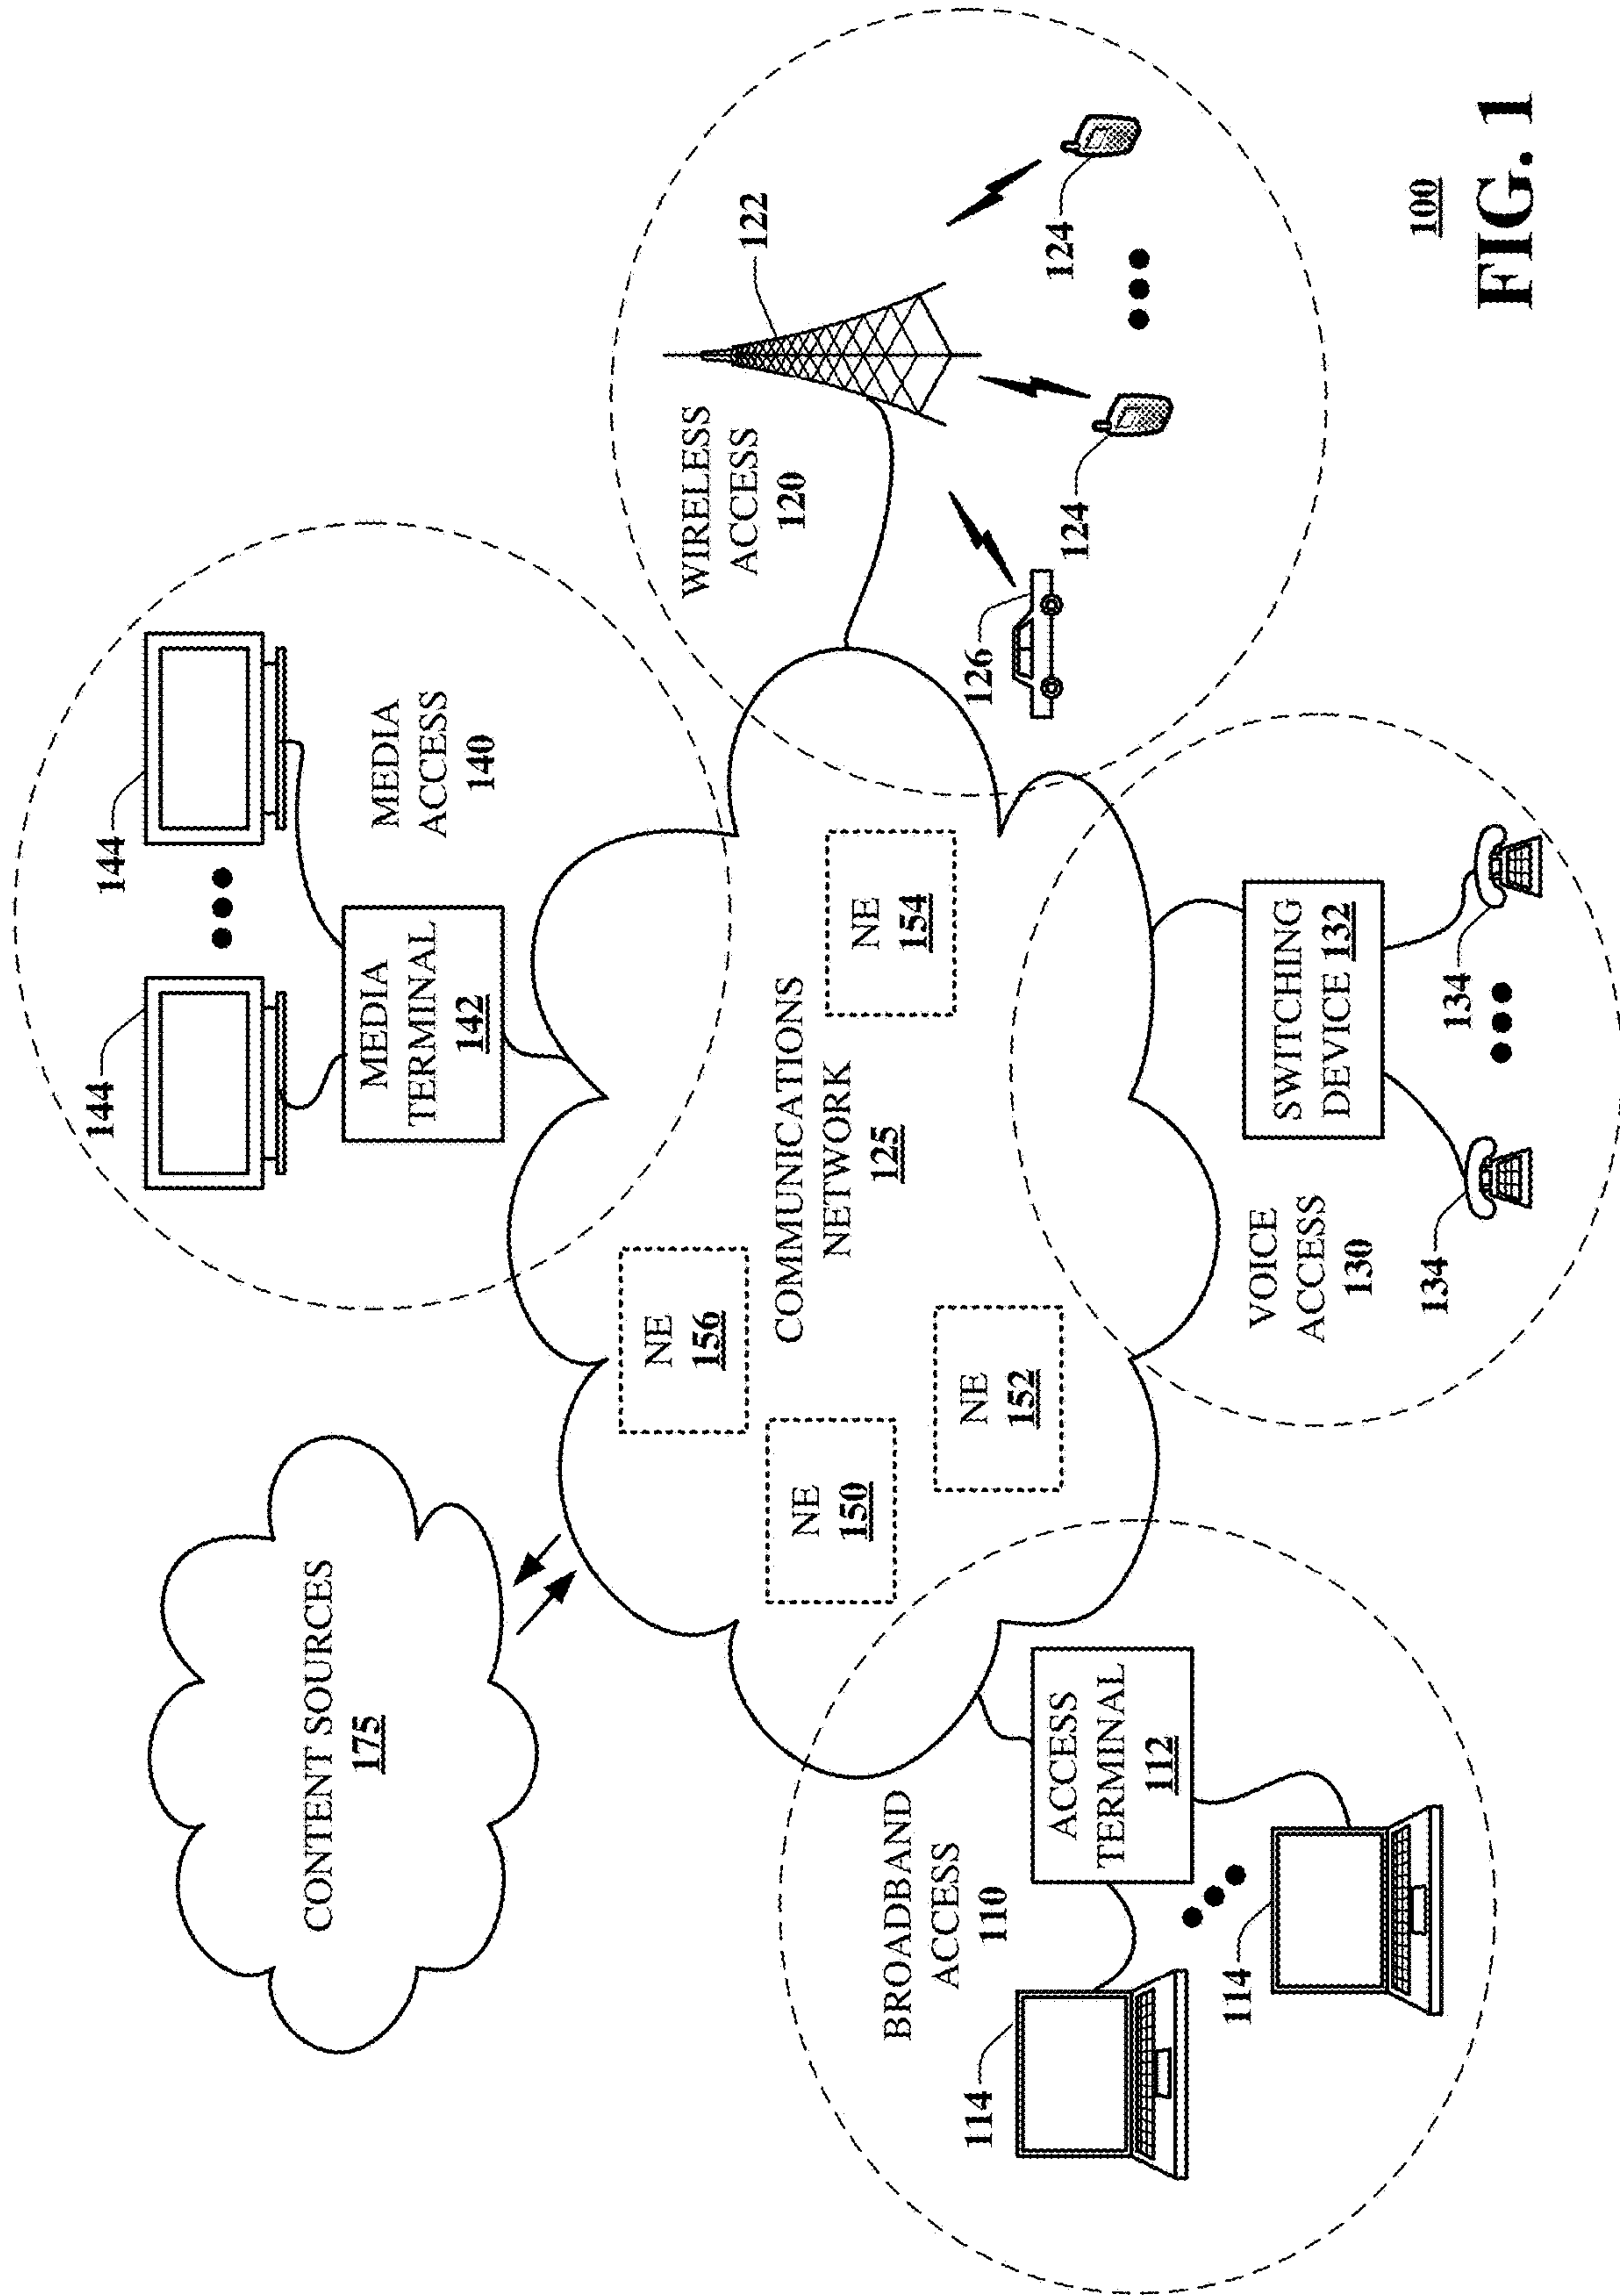 CONTENT SOURCES
175
144
144
MEDIA
TERMINAL
142
MEDIA
ACCESS
140
WIRELESS
ACCESS
120
122
NE
156
NE
150
COMMUNICATIONS
NETWORK
125
NE
154
NE
152
BROADBAND
ACCESS
110
114
ACCESS
TERMINAL
112
114
126
124
124
VOICE
ACCESS
130
SWITCHING
DEVICE 132
134
134
100
FIG. 1